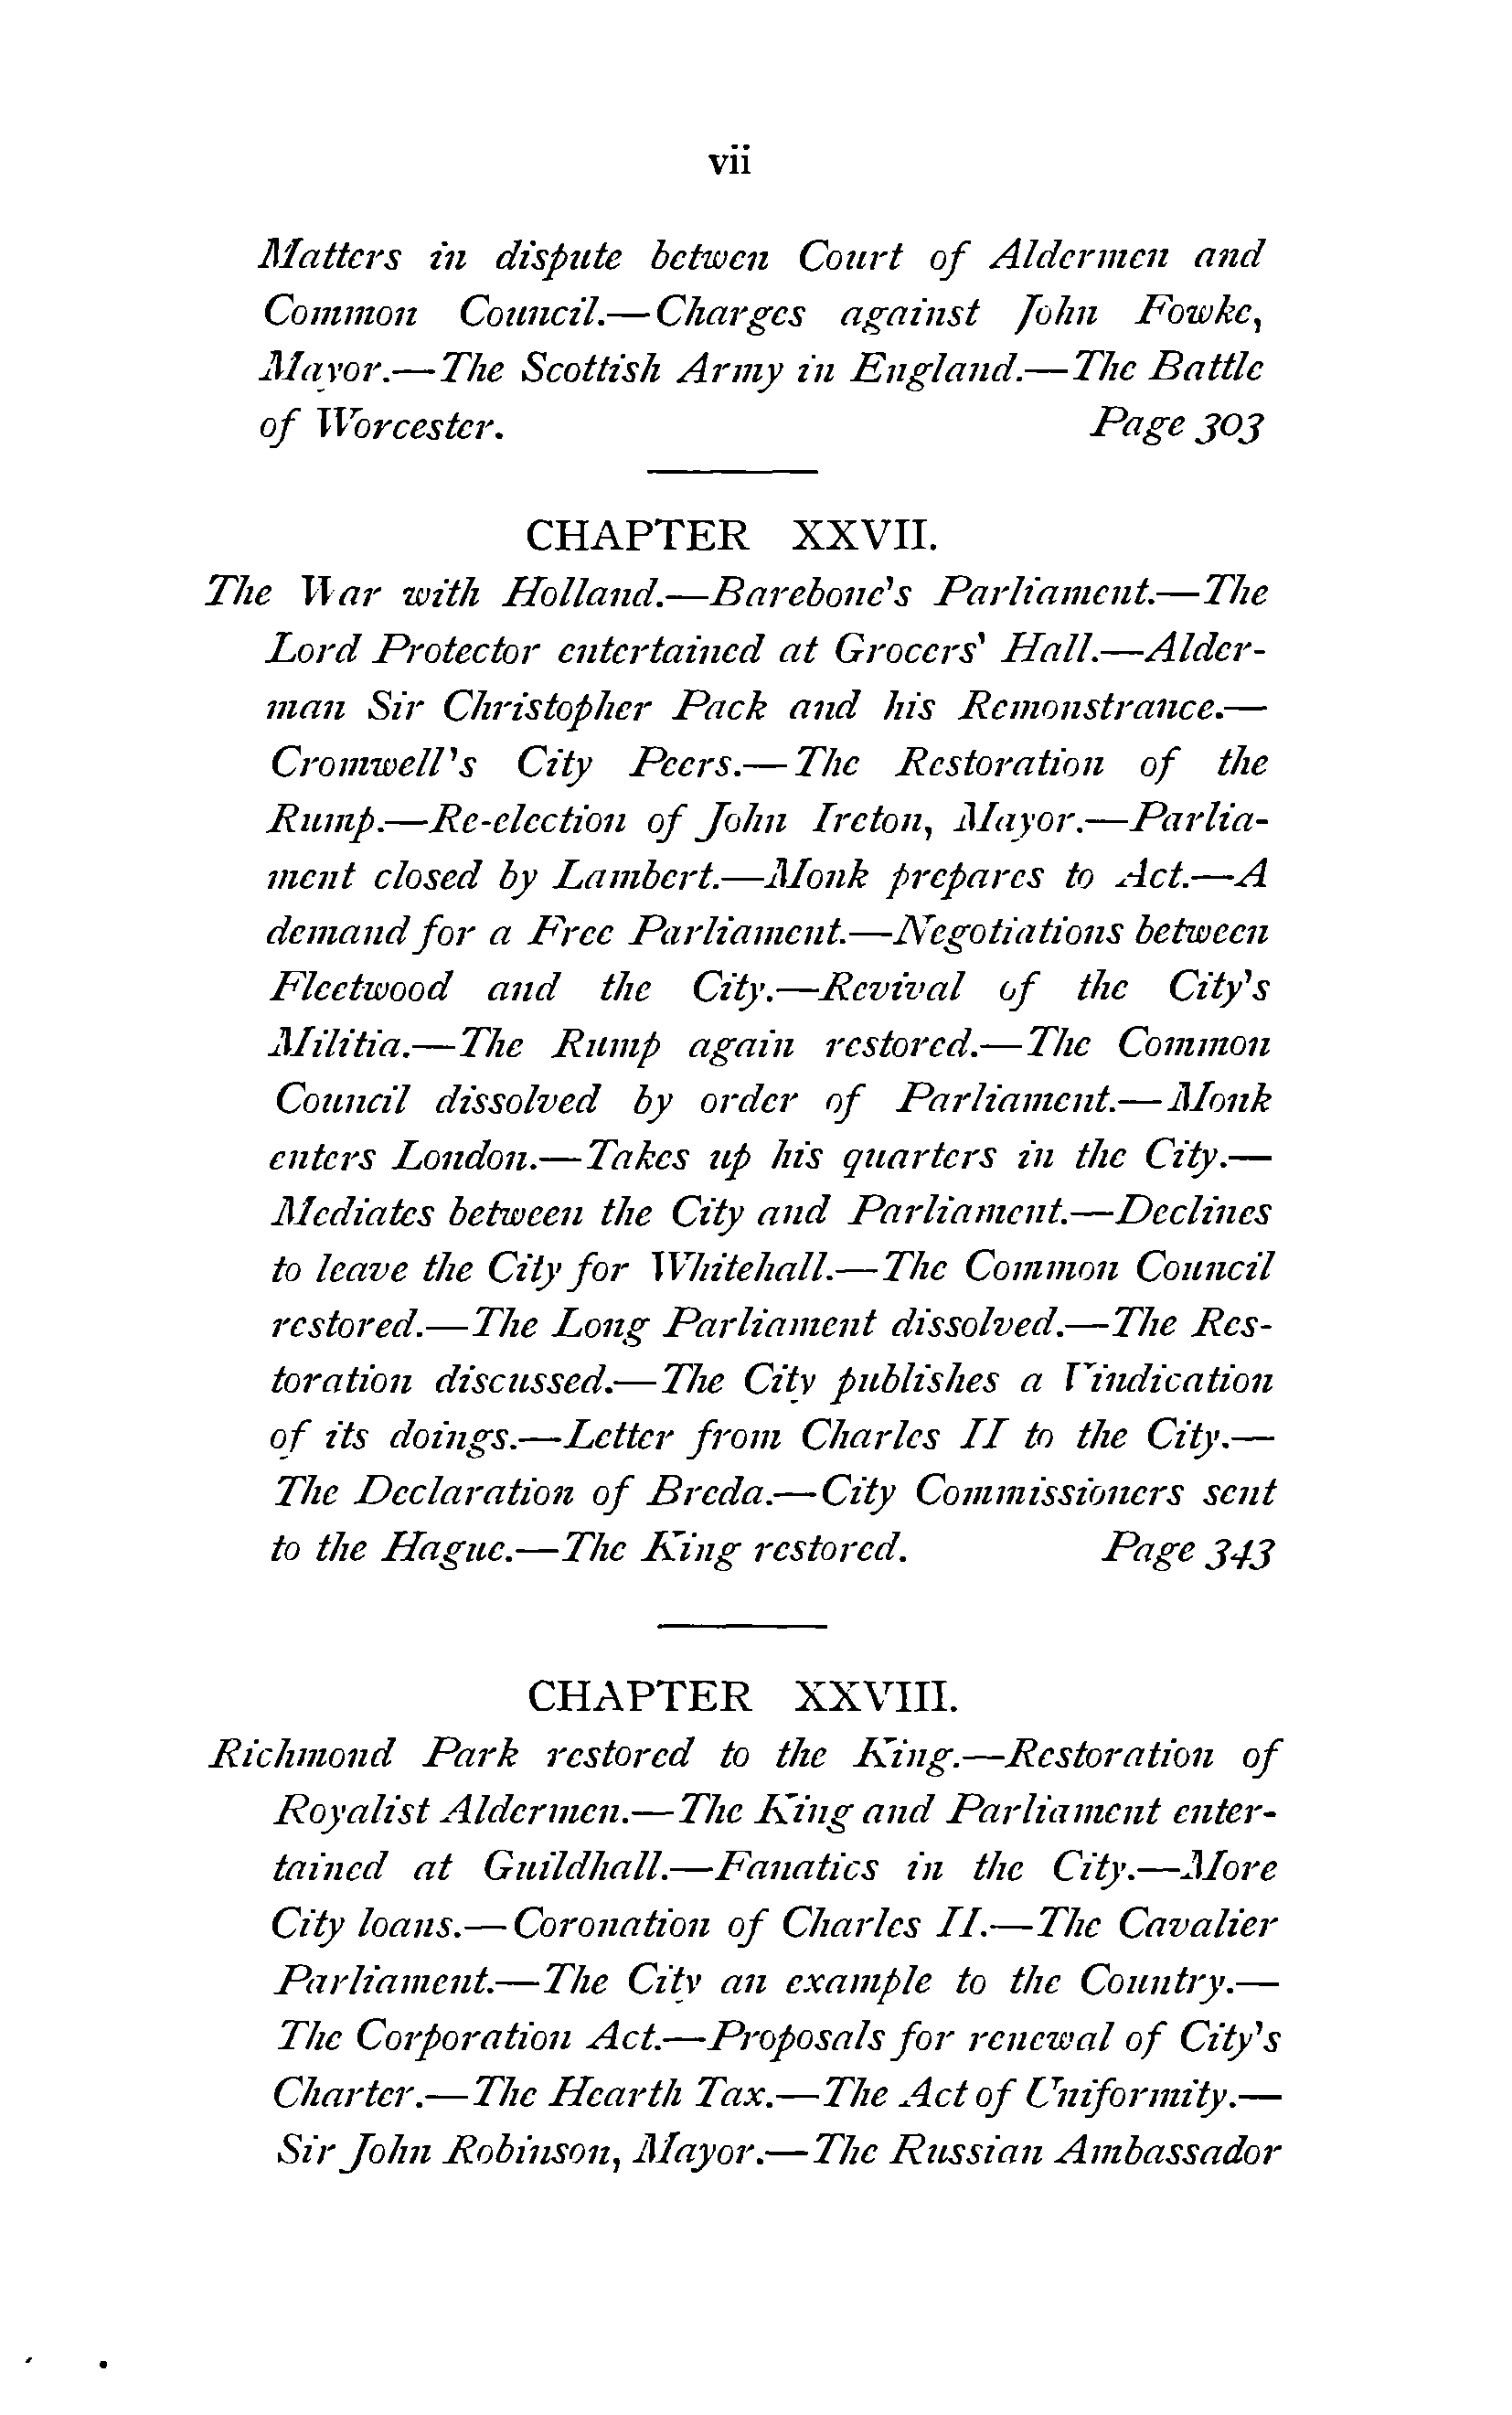 vii
Matters in dispute betwen Court of Aldermen and
Common Council.—Charges against John Fowke,
Mayor.—The Scottish Army in England.—The Battle
of Worcester. Page 303
CHAPTER XXVII.
The War with Holland.—Barebone's Parliament.—The
Lord Protector entertained at Grocers' Hall.—Alder-
man Sir Christopher Pack and his Remonstrance.—
Cromwell's City Peers.—The Restoration of the
Rump.—Re-election of John Ireton, Mayor.—Parlia-
ment closed by Lambert.—Monk prepares to Act.—A
demand for a Free Parliament.—Negotiations between
Fleetwood and the City.—Revival of the City's
Militia.—The Rump again restored.—The Common
Council dissolved by order of Parliament.—Monk
enters London.—Takes up his quarters in the City.—
Mediates between the City and Parliament.—Declines
to leave the City for Whitehall.—The Common Council
restored.—The Long Parliament dissolved.—The Res-
toration discussed.—The City publishes a Vindication
of its doings.—Letter from Charles II to the City.—
The Declaration of Breda.—City Commissioners sent
to the Hague.—The King restored. Page 343
CHAPTER XXVIII.
Richmond Park restored to the King.—Restoration of
Royalist Aldermen.—The King and Parliament enter-
tained at Guildhall.—Fanatics in the City.—More
City loans.—Coronation of Charles II.—The Cavalier
Parliament.—The City an example to the Country.—
The Corporation Act.—Proposals for renewal of City's
Charter.—The Hearth Tax.—The Act of Uniformity.—
Sir John Robinson, Mayor.—The Russian Ambassador